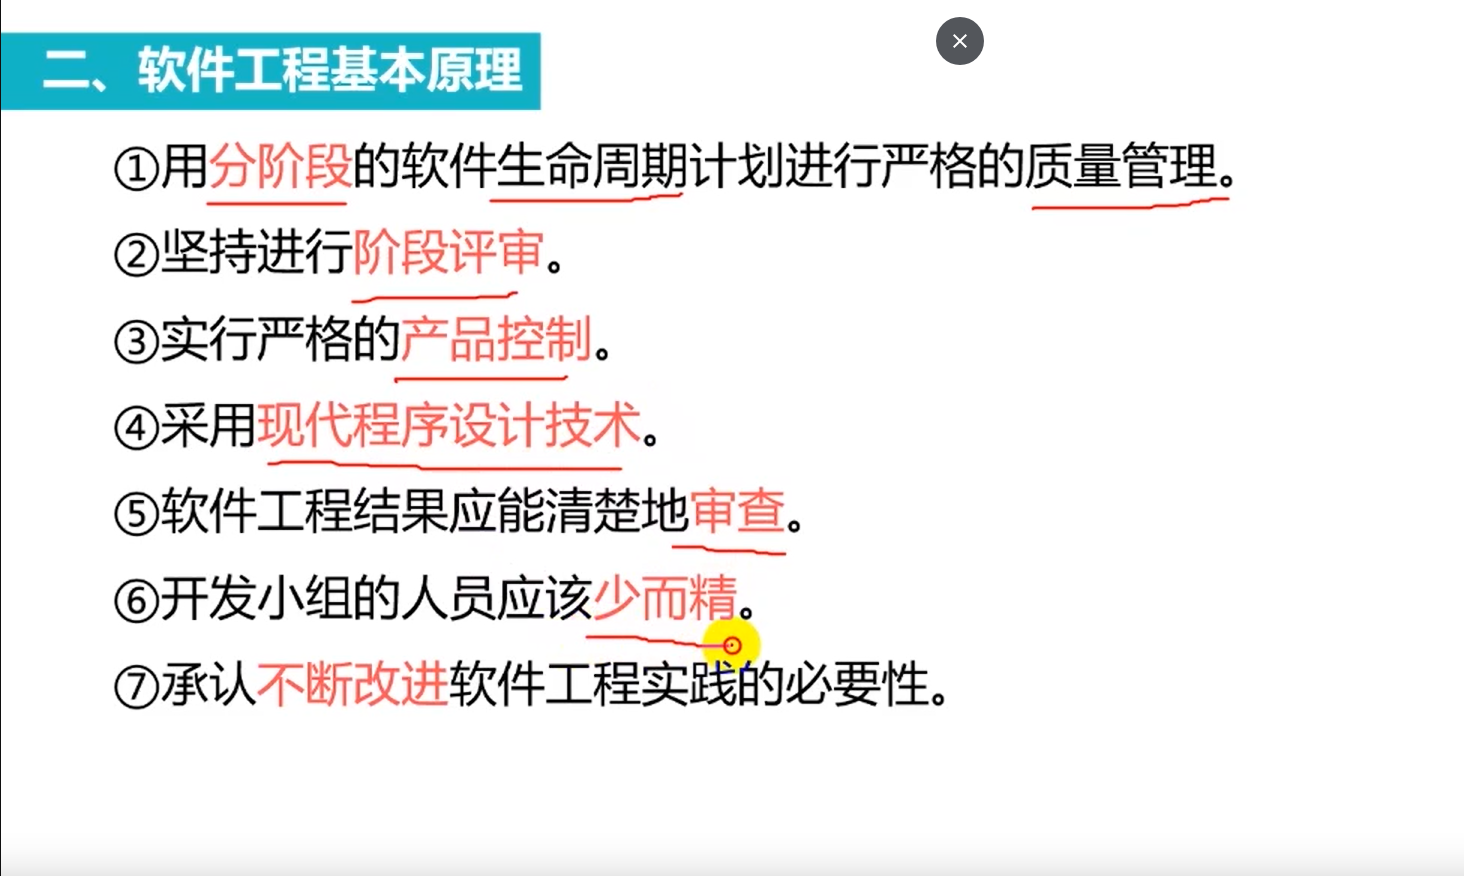 二、软件工程基本原理
①用分阶段的软件生命周期计划进行严格的质量管理。
②坚持进行阶段评审。
③实行严格的产品控制。
④采用现代程序设计技术。
⑤软件工程结果应能清楚地审查。
⑥开发小组的人员应该少而精。
⑦承认不断改进软件工程实践的必要性。